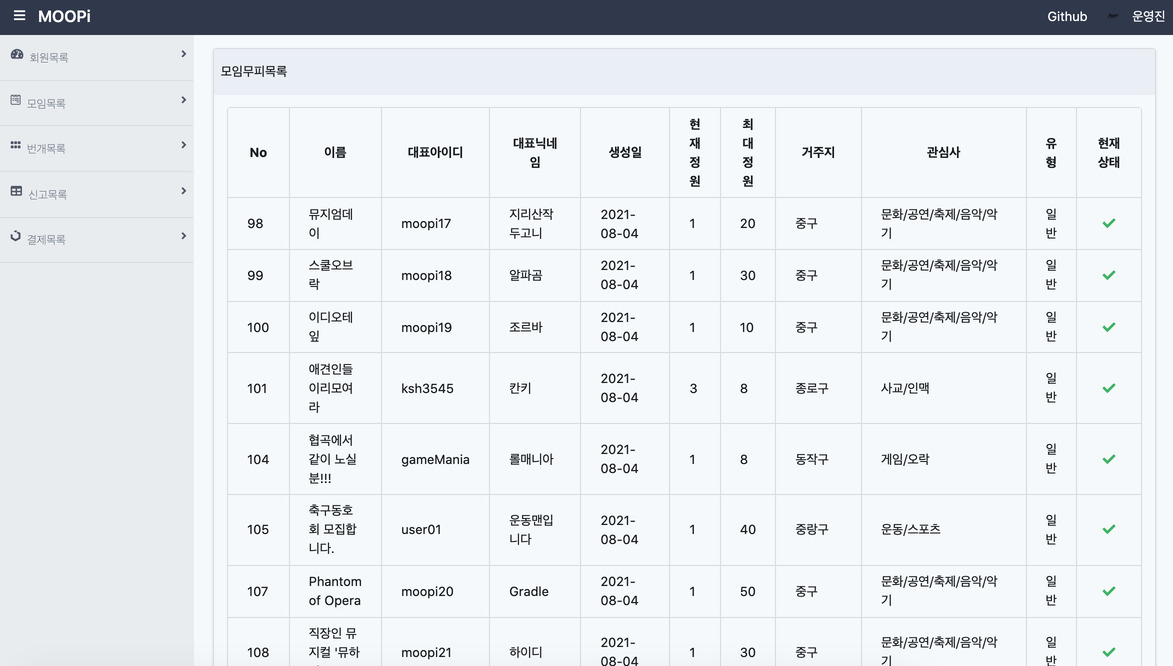 MOOPi
Github
운영진
회원목록
모임목록
번개목록
신고목록
결제목록
모임무피목록
No
이름
대표아이디
대표닉네
임
생성일
현
재
정
원
최
대
정
원
거주지
관심사
유
형
현재
상태
98
뮤지엄데
이
moopi17
지리산작
두고니
2021-
08-04
1
20
중구
문화/공연/축제/음악/악
기
일
반
99
스쿨오브
락
moopi18
알파곰
2021-
08-04
1
30
중구
문화/공연/축제/음악/악
기
일
반
100
이디오테
잎
moopi19
조르바
2021-
08-04
1
10
중구
문화/공연/축제/음악/악
기
일
반
101
애견인들
이리모여
라
ksh3545
칸키
2021-
08-04
3
8
종로구
사교/인맥
일
반
104
협곡에서
같이 노실
분!!!
gameMania
롤매니아
2021-
08-04
1
8
동작구
게임/오락
일
반
105
축구동호
회 모집합
니다.
user01
운동맨입
니다
2021-
08-04
1
40
중랑구
운동/스포츠
일
반
107
Phantom
of Opera
moopi20
Gradle
2021-
08-04
1
50
중구
문화/공연/축제/음악/악
기
일
반
108
직장인 뮤
지컬 '뮤하
moopi21
하이디
2021-
08-04
1
30
중구
문화/공연/축제/음악/악
기
일
반